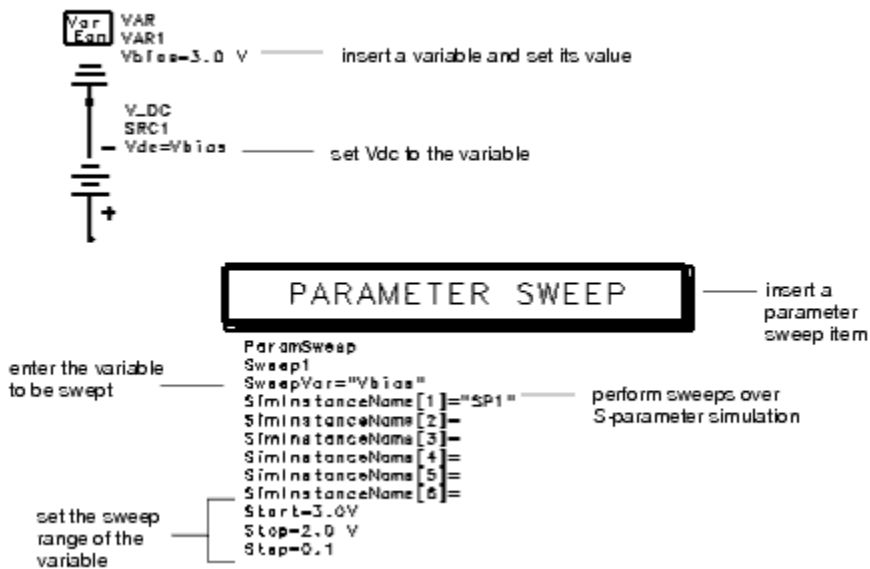 Var
Eqn
VAR
VAR1
Vbias=3.0 V
insert a variable and set its value
V_DC
SRC1
Vdc=Vbias
set Vdc to the variable
+
PARAMETER SWEEP
insert a
parameter
sweep item
ParamSweep
Sweep1
enter the variable
to be swept
SweepVar="Vbias"
SimInstanceName[1]="SP1"
perform sweeps over
S-parameter simulation
SimInstanceName[2]=
SimInstanceName[3]=
SimInstanceName[4]=
SimInstanceName[5]=
SimInstanceName[6]=
set the sweep
range of the
variable
Start=3.0V
Stop=2.0 V
Step=0.1